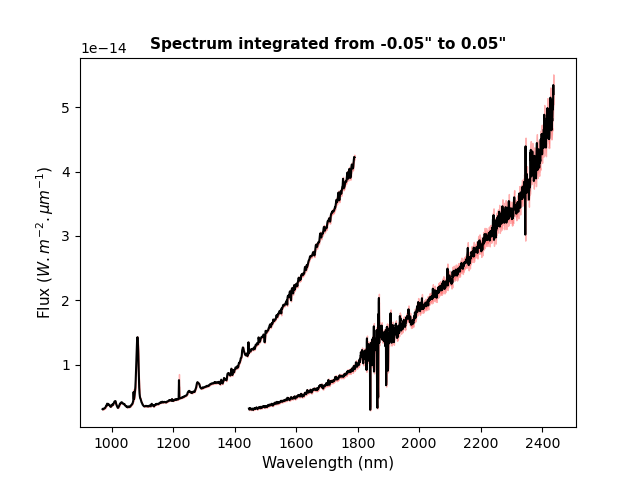 Spectrum integrated from -0.05" to 0.05"
1e−14
5
4
3
2
1
Flux (W. m⁻². μm⁻¹)
1000 1200 1400 1600 1800 2000 2200 2400
Wavelength (nm)